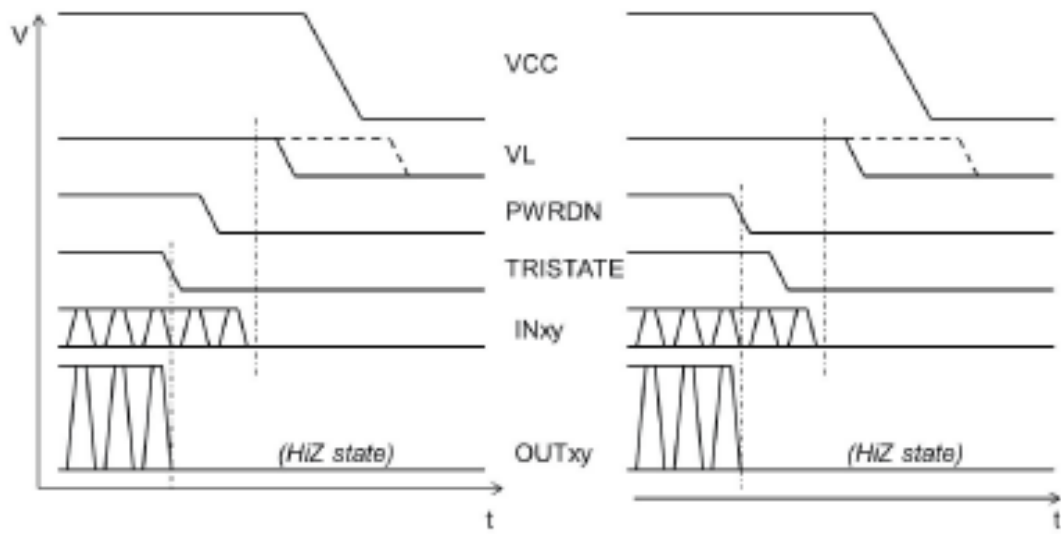 V
VCC
VL
PWRDN
TRISTATE
INxy
(HiZ state)
OUTxy
(HiZ state)
t
t